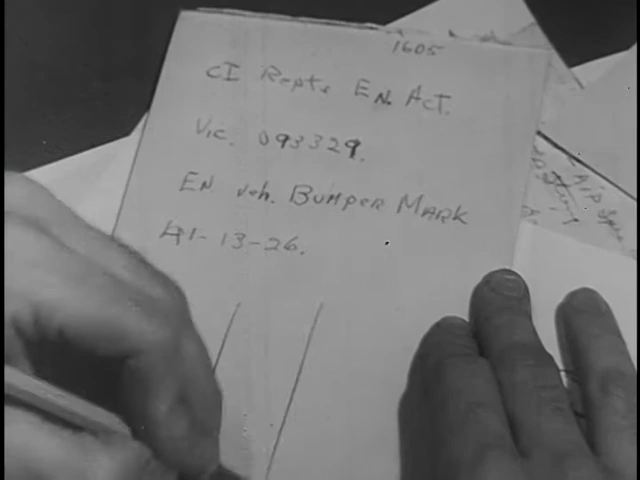 1605
CI Repts En Act.
Vic. 093329.
En veh. Bumper Mark
41-13-26.